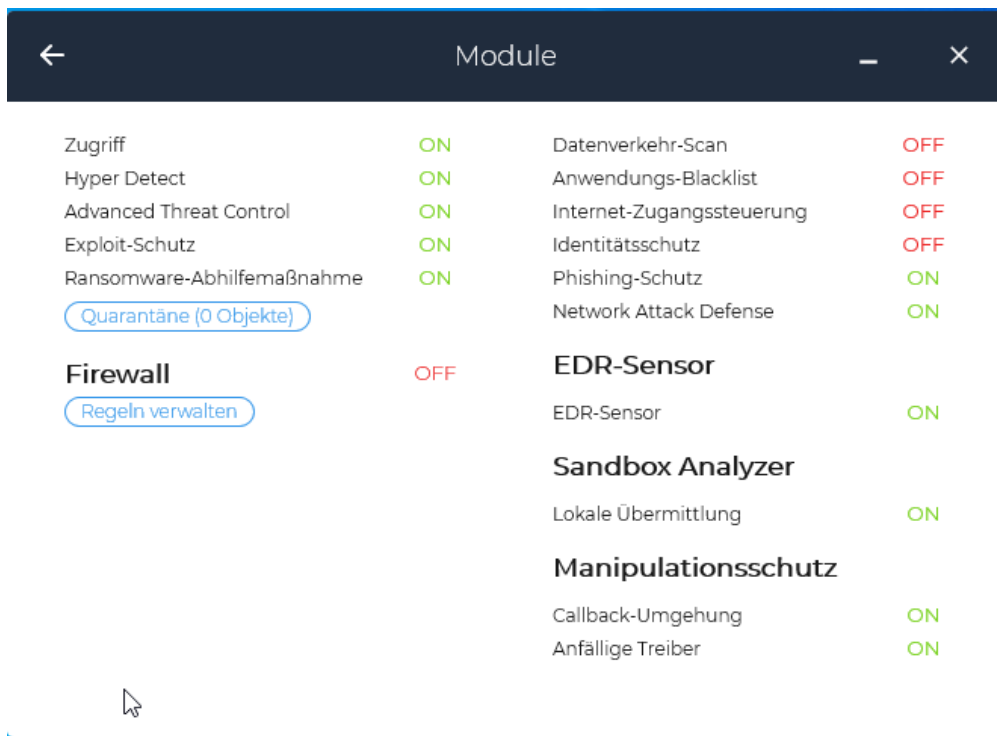 Module
Zugriff ON
Hyper Detect ON
Advanced Threat Control ON
Exploit-Schutz ON
Ransomware-Abhilfemaßnahme ON
Quarantäne (0 Objekte)
Firewall OFF
Regeln verwalten
Datenverkehr-Scan OFF
Anwendungs-Blacklist OFF
Internet-Zugangssteuerung OFF
Identitätsschutz OFF
Phishing-Schutz ON
Network Attack Defense ON
EDR-Sensor
EDR-Sensor ON
Sandbox Analyzer
Lokale Übermittlung ON
Manipulationsschutz
Callback-Umgehung ON
Anfällige Treiber ON